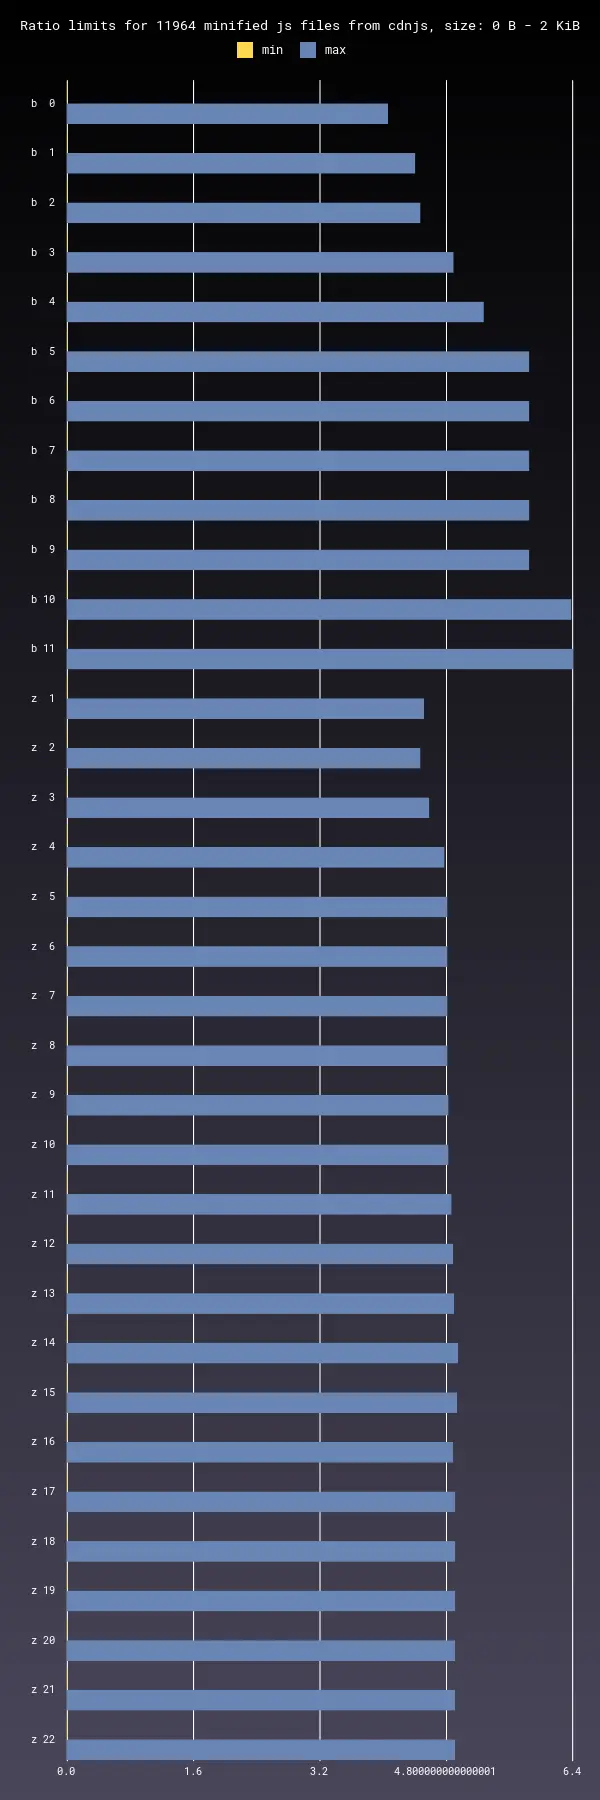 Ratio limits for 11964 minified js files from cdnjs, size: 0 B - 2 KiB
min max
b 0
b 1
b 2
b 3
b 4
b 5
b 6
b 7
b 8
b 9
b 10
b 11
z 1
z 2
z 3
z 4
z 5
z 6
z 7
z 8
z 9
z 10
z 11
z 12
z 13
z 14
z 15
z 16
z 17
z 18
z 19
z 20
z 21
z 22
0.0 1.6 3.2 4.800000000000001 6.4